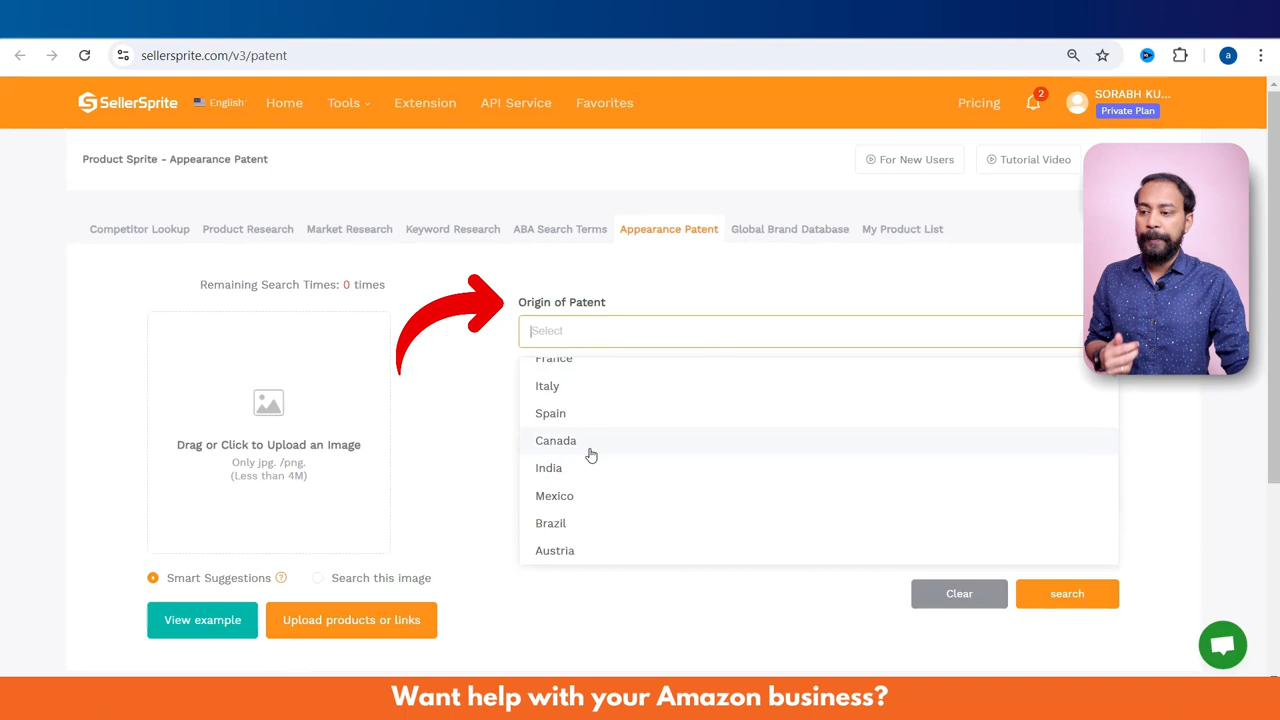 sellersprite.com/v3/patent
a
SellerSprite
English
Home
Tools
Extension
API Service
Favorites
Pricing
2
SORABH KU...
Private Plan
Product Sprite - Appearance Patent
For New Users
Tutorial Video
Competitor Lookup
Product Research
Market Research
Keyword Research
ABA Search Terms
Appearance Patent
Global Brand Database
My Product List
Remaining Search Times: 0 times
Drag or Click to Upload an Image
Only jpg. /png.
(Less than 4M)
Smart Suggestions ?
Search this image
View example
Upload products or links
Origin of Patent
Select
France
Italy
Spain
Canada
India
Mexico
Brazil
Austria
Clear
search
Want help with your Amazon business?